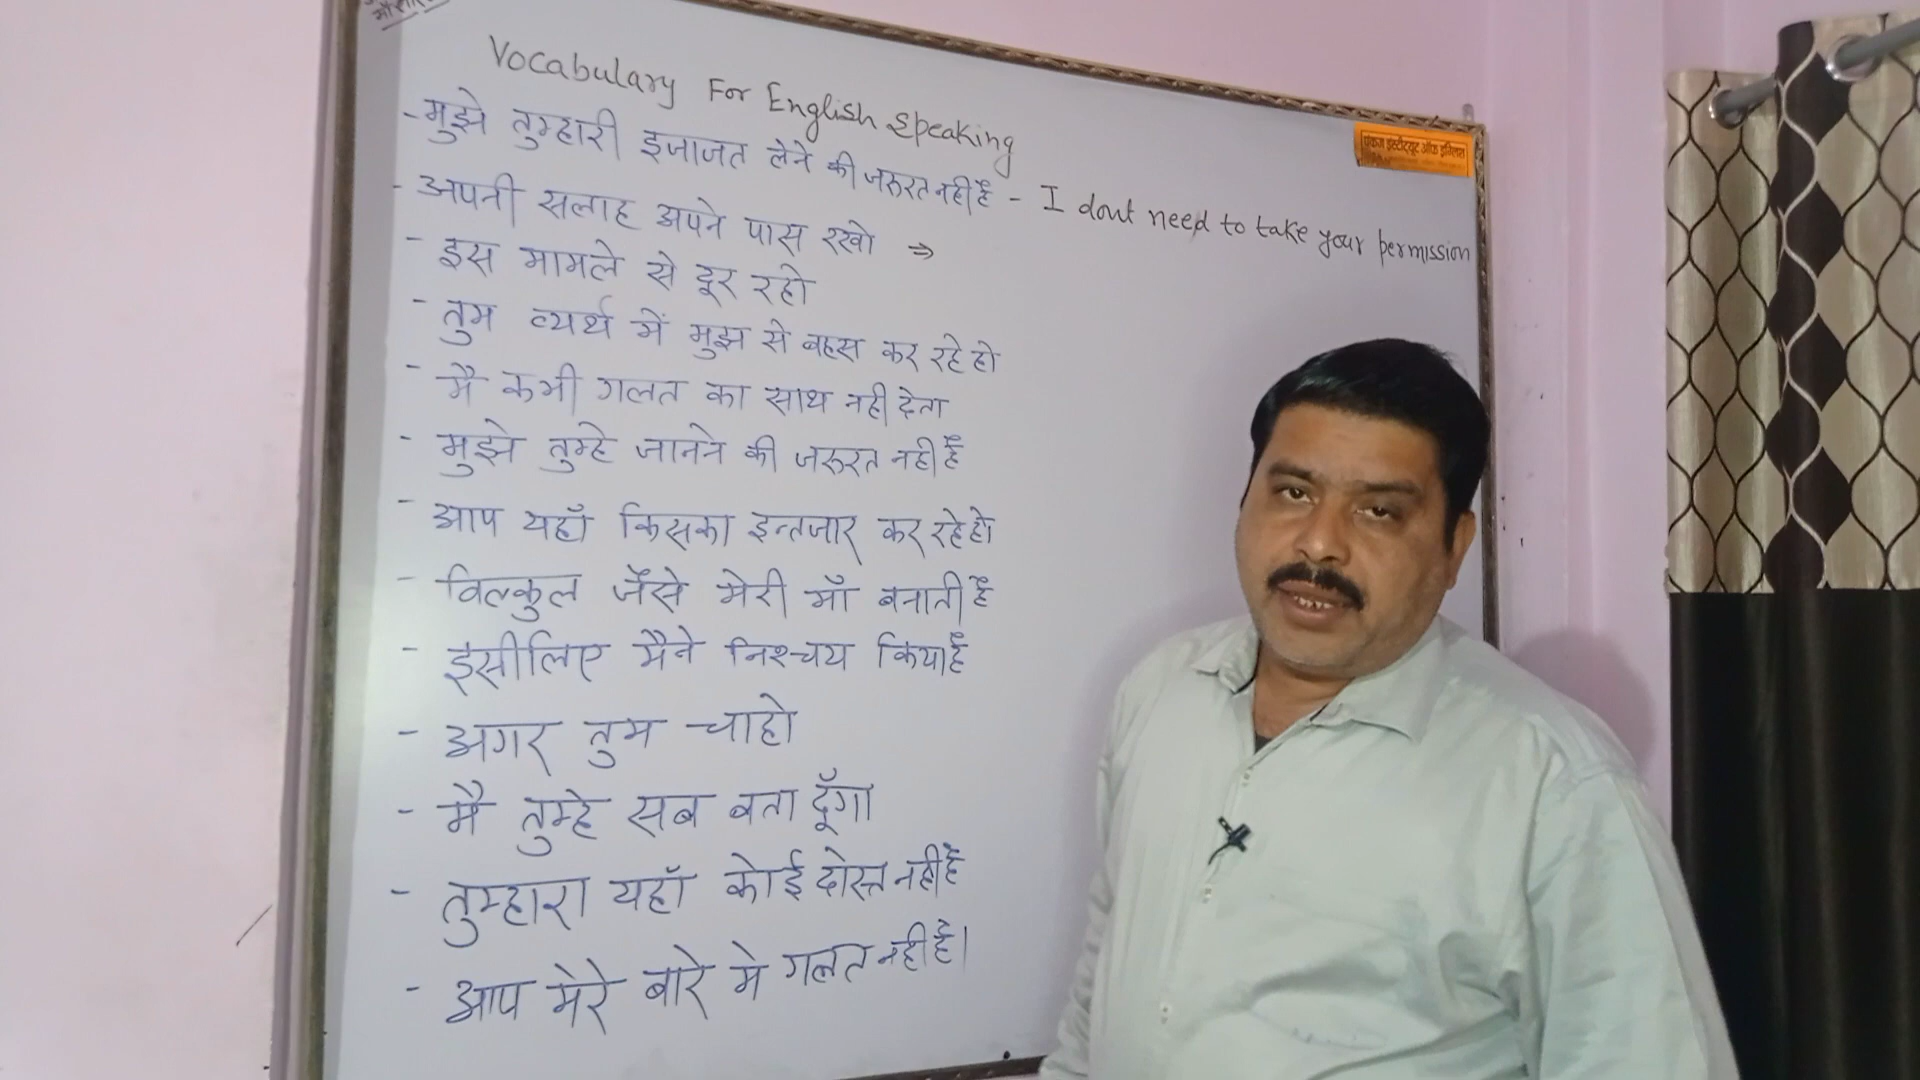 Vocabulary For English Speaking
- मुझे तुम्हारी इजाजत लेने की जरुरत नही है - I dont need to take your permission
- अपनी सलाह अपने पास रखो ⇒
- इस मामले से दूर रहो
- तुम व्यर्थ में मुझ से बहस कर रहे हो
- मै कभी गलत का साथ नही देता
- मुझे तुम्हे जानने की जरूरत नही है
- आप यहाँ किसका इन्तजार कर रहे हो
- विल्कुल जैसे मेरी माँ बनाती है
- इसीलिए मैने निश्चय किया है
- अगर तुम चाहो
- मै तुम्हे सब बता दूँगा
- तुम्हारा यहाँ कोई दोस्त नही है
- आप मेरे बारे मे गलत नही है।
पंकज इंस्टीट्यूट ऑफ इंग्लिश